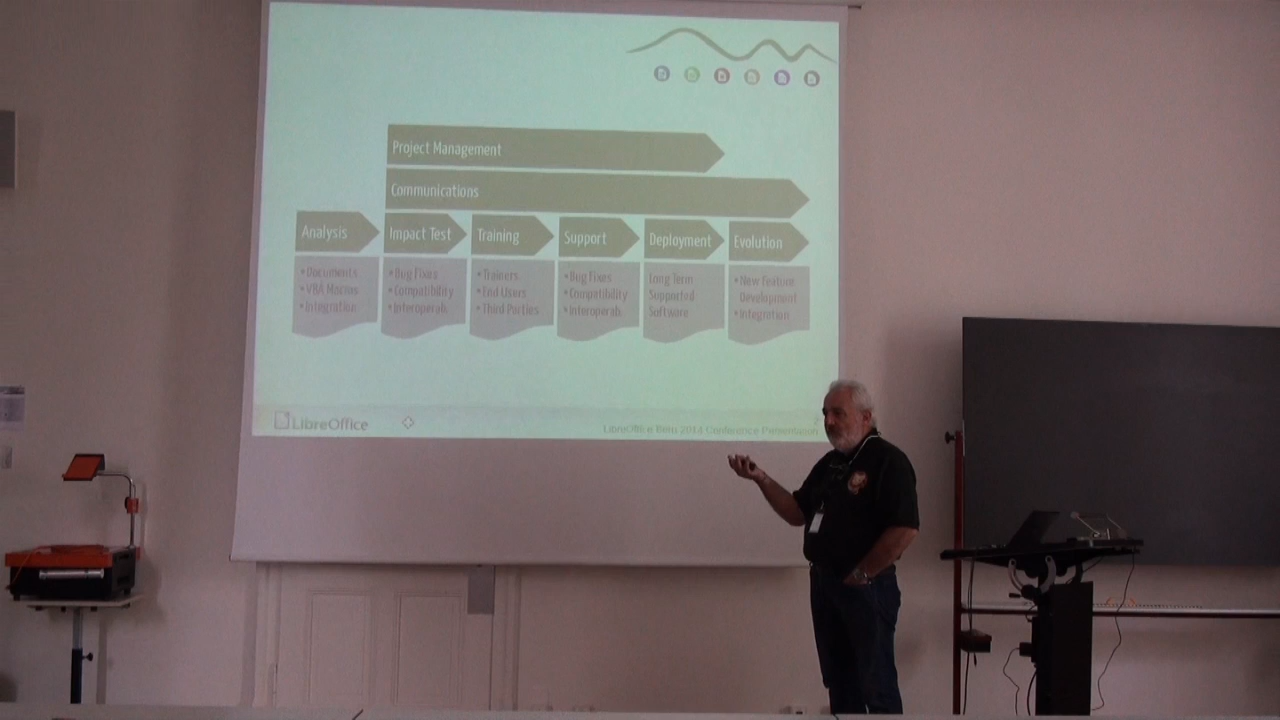 Project Management
Communications
Analysis
Impact Test
Training
Support
Deployment
Evolution
• Documents
• VBA Macros
• Integration
• Bug Fixes
• Compatibility
• Interoperab.
• Trainers
• End Users
• Third Parties
• Bug Fixes
• Compatibility
• Interoperab.
Long Term
Supported
Software
• New Feature
Development
• Integration
LibreOffice
LibreOffice Bern 2014 Conference Presentation